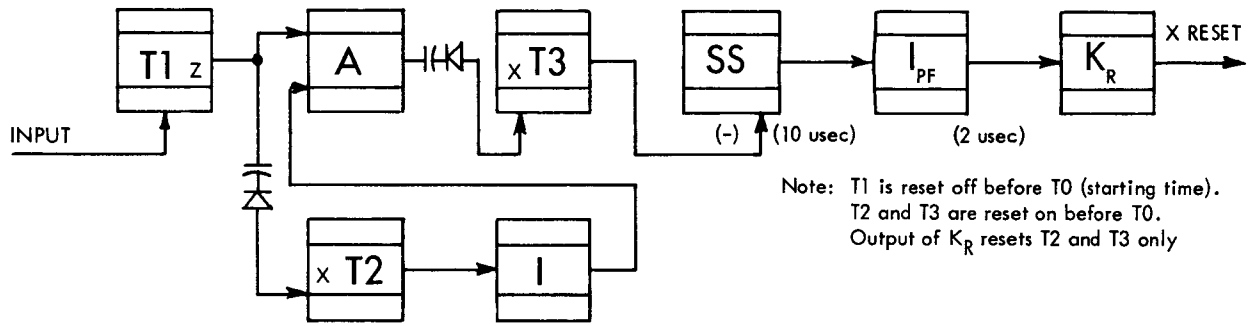 T1 z
A
x T3
SS
I PF
K R
X RESET
INPUT
(-)
(10 usec)
(2 usec)
x T2
I
Note: T1 is reset off before T0 (starting time).
T2 and T3 are reset on before T0.
Output of KR resets T2 and T3 only